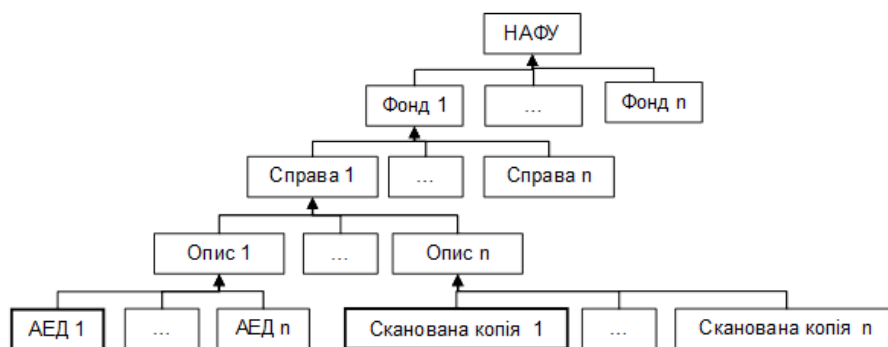 НАФУ
Фонд 1
...
Фонд n
Справа 1
...
Справа n
Опис 1
...
Опис n
АЕД 1
...
АЕД n
Сканована копія 1
...
Сканована копія n